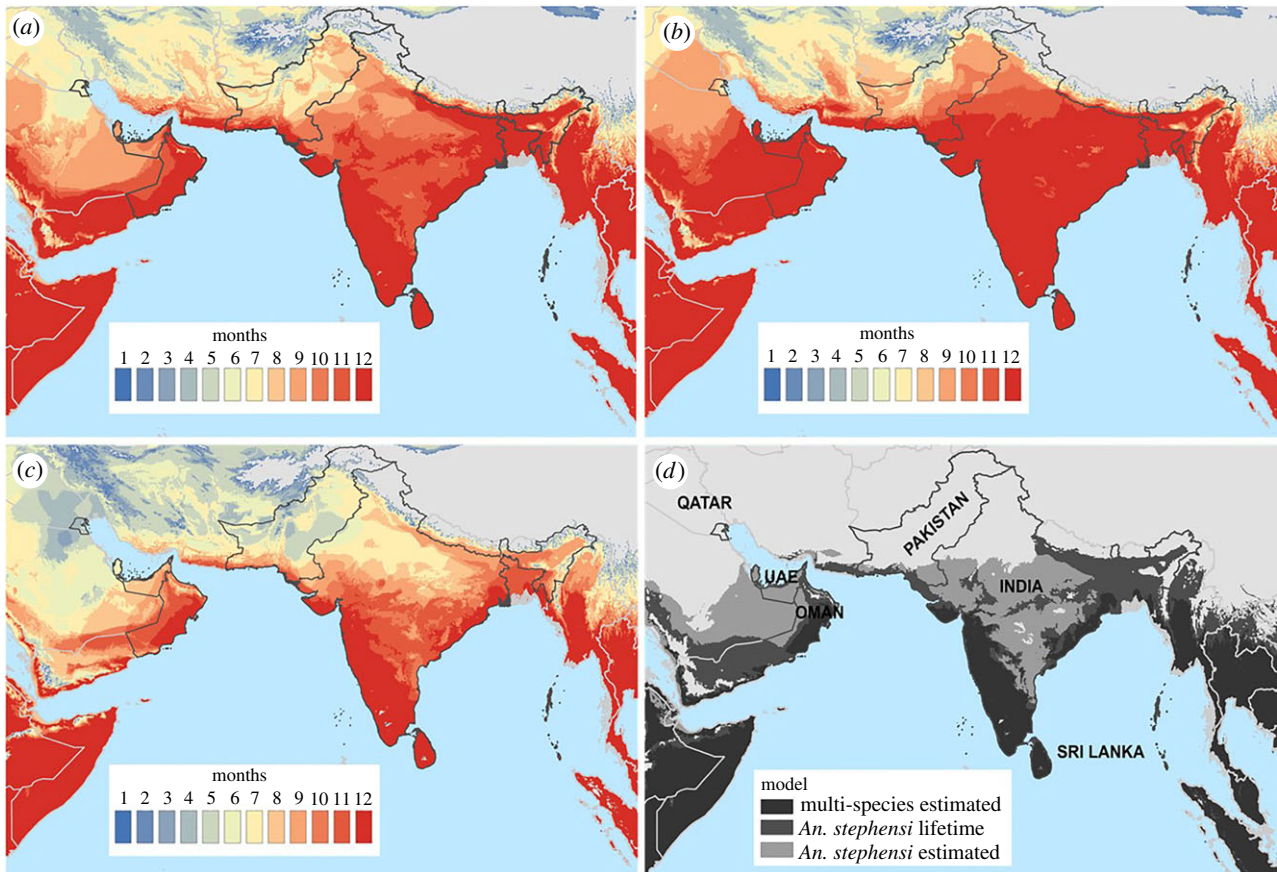 (a)
months
1 2 3 4 5 6 7 8 9 10 11 12
(b)
months
1 2 3 4 5 6 7 8 9 10 11 12
(c)
months
1 2 3 4 5 6 7 8 9 10 11 12
(d)
QATAR
PAKISTAN
UAE
INDIA
OMAN
SRI LANKA
model
multi-species estimated
An. stephensi lifetime
An. stephensi estimated